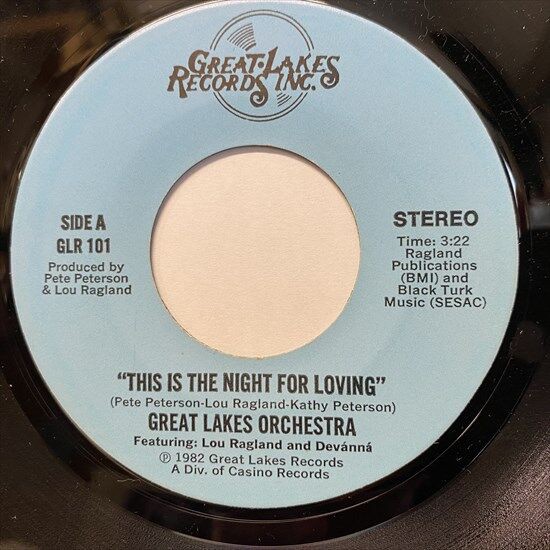 GREAT·LAKES
RECORDS INC.
SIDE A
GLR 101
Produced by
Pete Peterson
& Lou Ragland
STEREO
Time: 3:22
Ragland
Publications
(BMI) and
Black Turk
Music (SESAC)
"THIS IS THE NIGHT FOR LOVING"
(Pete Peterson-Lou Ragland-Kathy Peterson)
GREAT LAKES ORCHESTRA
Featuring: Lou Ragland and Devánná
℗ 1982 Great Lakes Records
A Div. of Casino Records